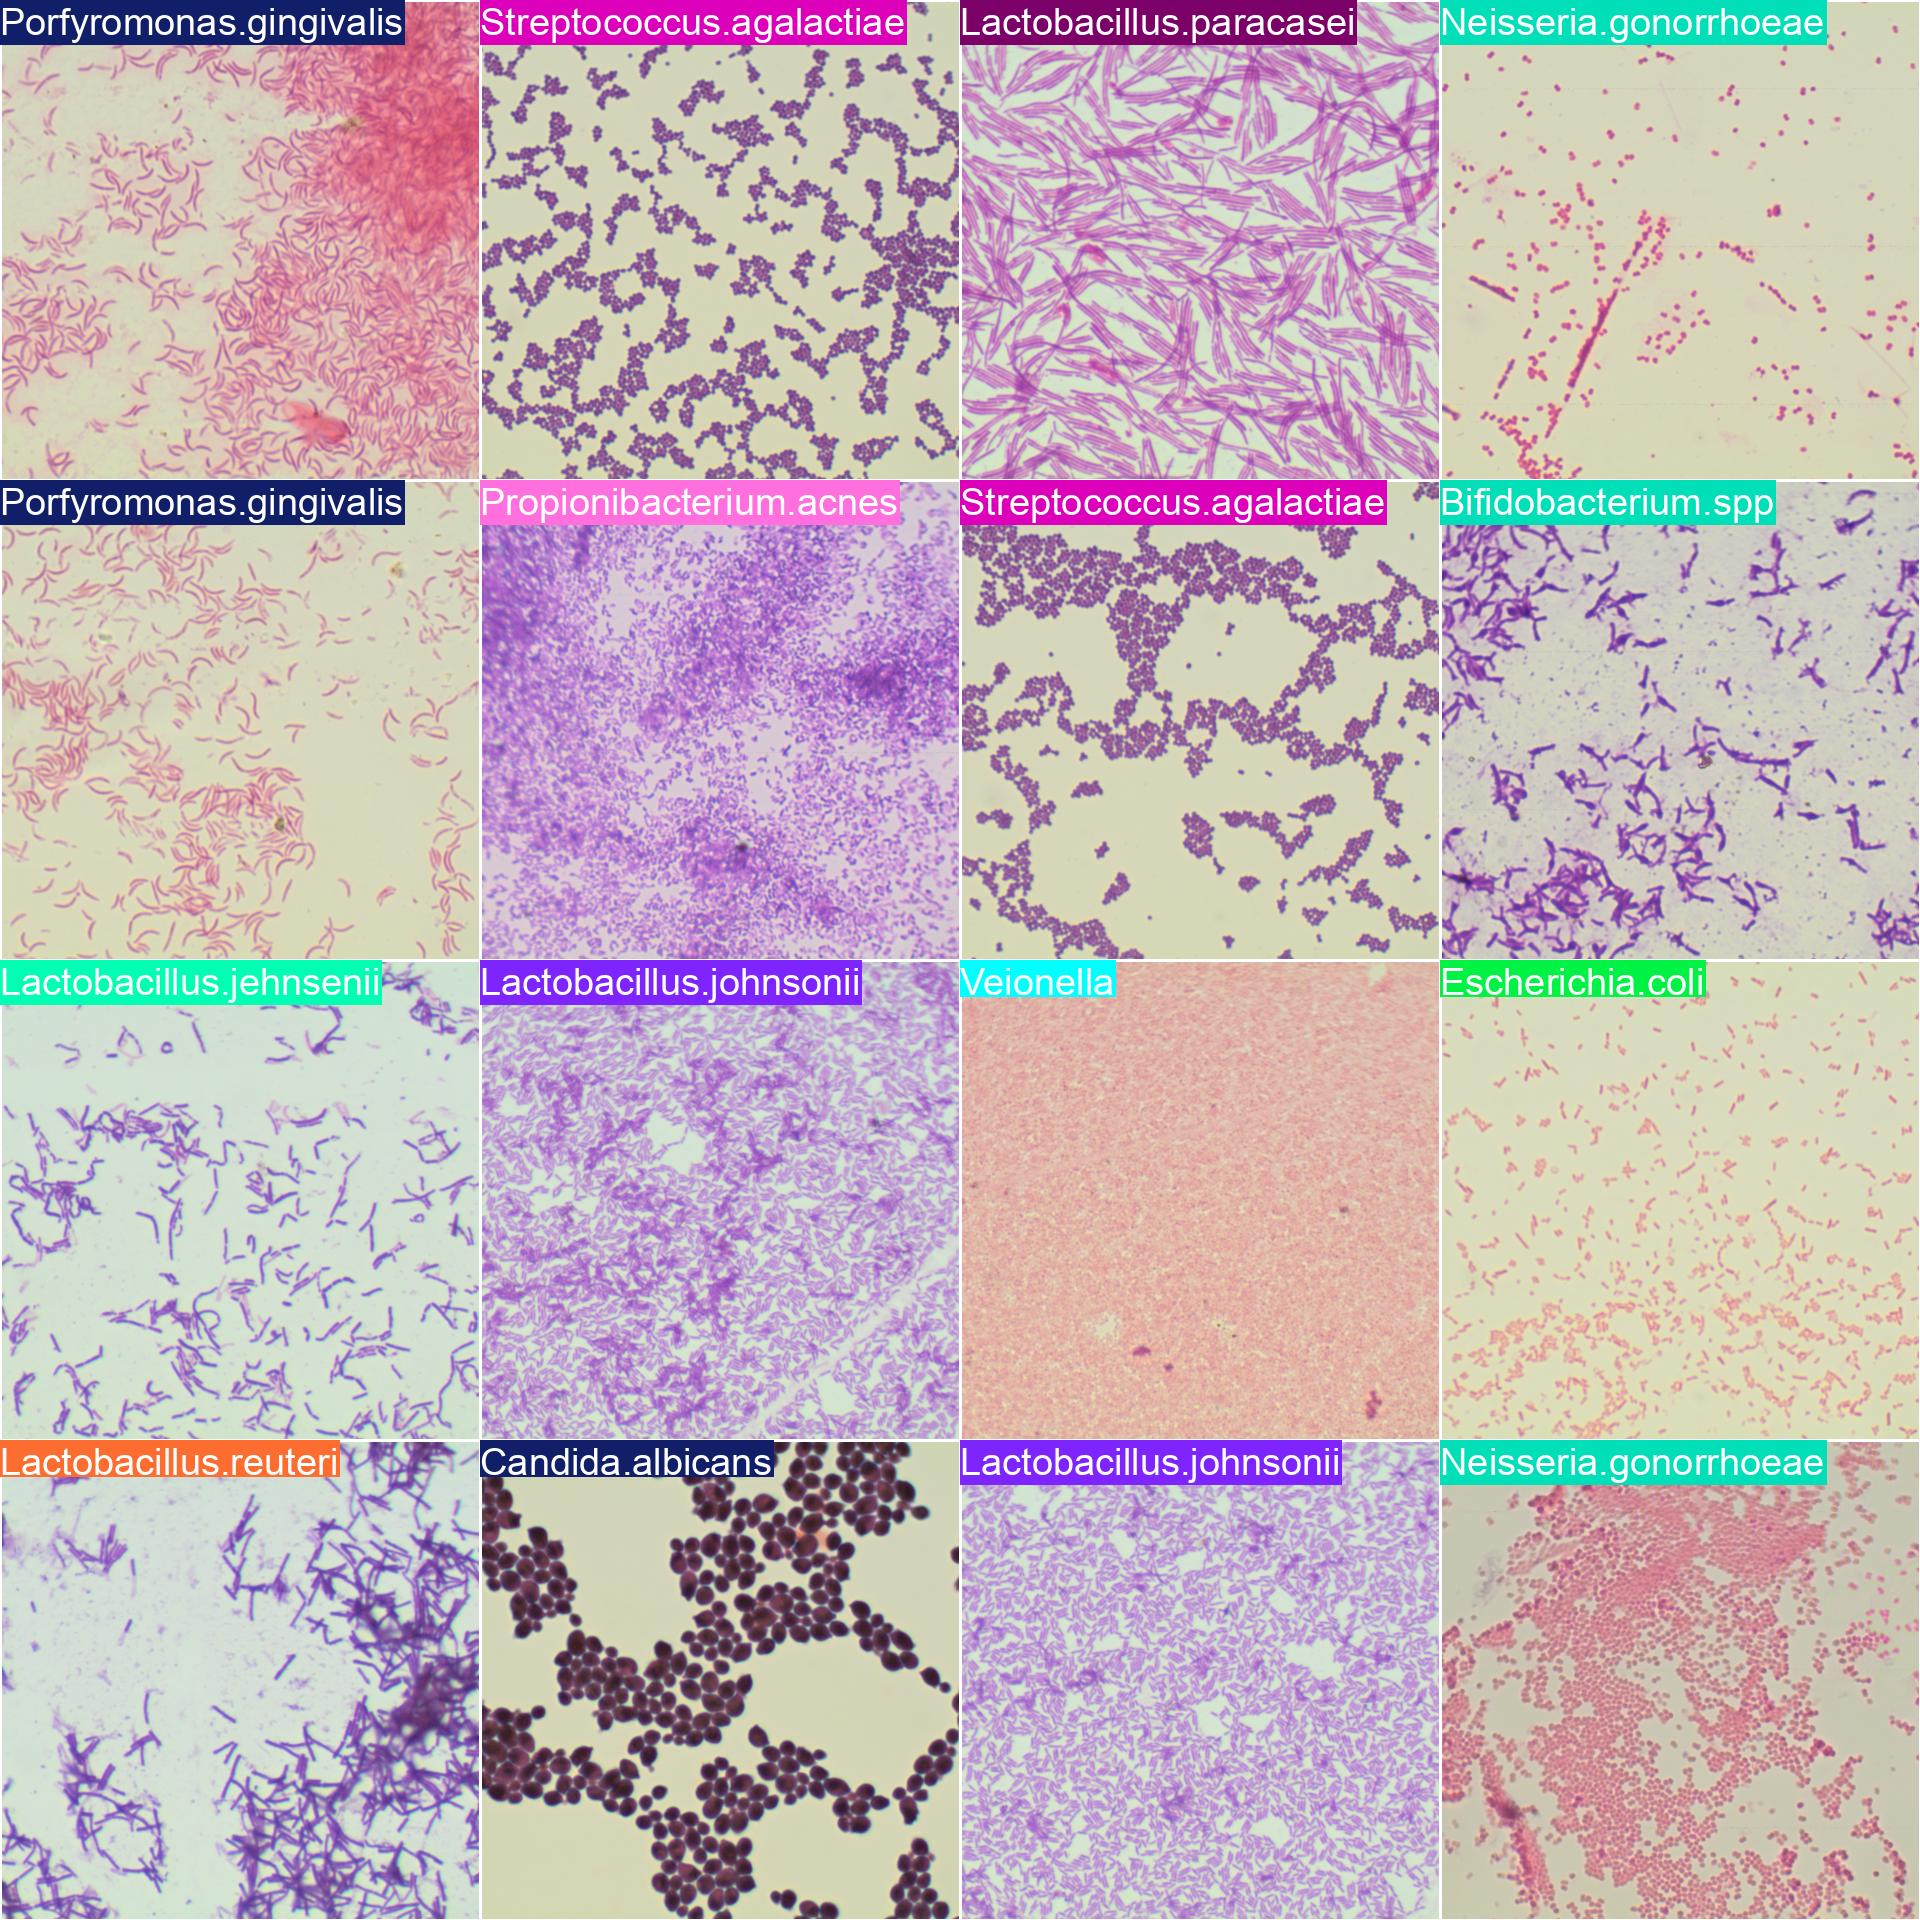 Porfyromonas.gingivalis
Streptococcus.agalactiae
Lactobacillus.paracasei
Neisseria.gonorrhoeae
Porfyromonas.gingivalis
Propionibacterium.acnes
Streptococcus.agalactiae
Bifidobacterium.spp
Lactobacillus.jehnsenii
Lactobacillus.johnsonii
Veionella
Escherichia.coli
Lactobacillus.reuteri
Candida.albicans
Lactobacillus.johnsonii
Neisseria.gonorrhoeae